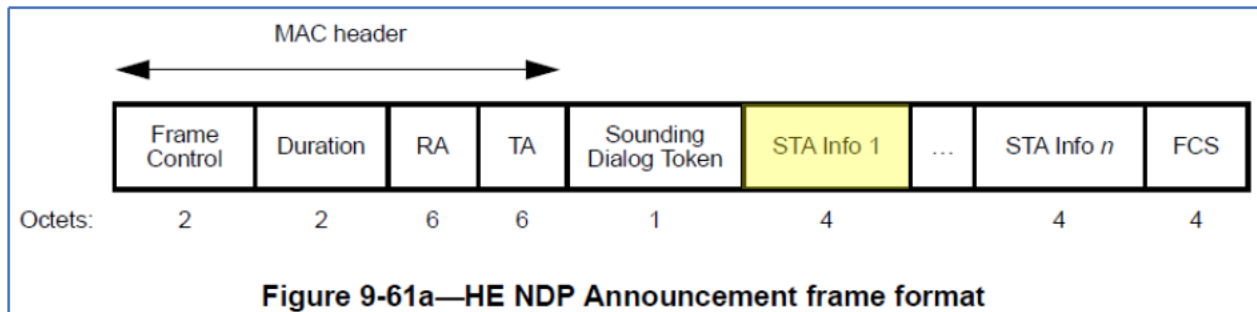 MAC header
Frame Control Duration RA TA Sounding Dialog Token STA Info 1 ... STA Info n FCS
Octets: 2 2 6 6 1 4 4 4
Figure 9-61a—HE NDP Announcement frame format